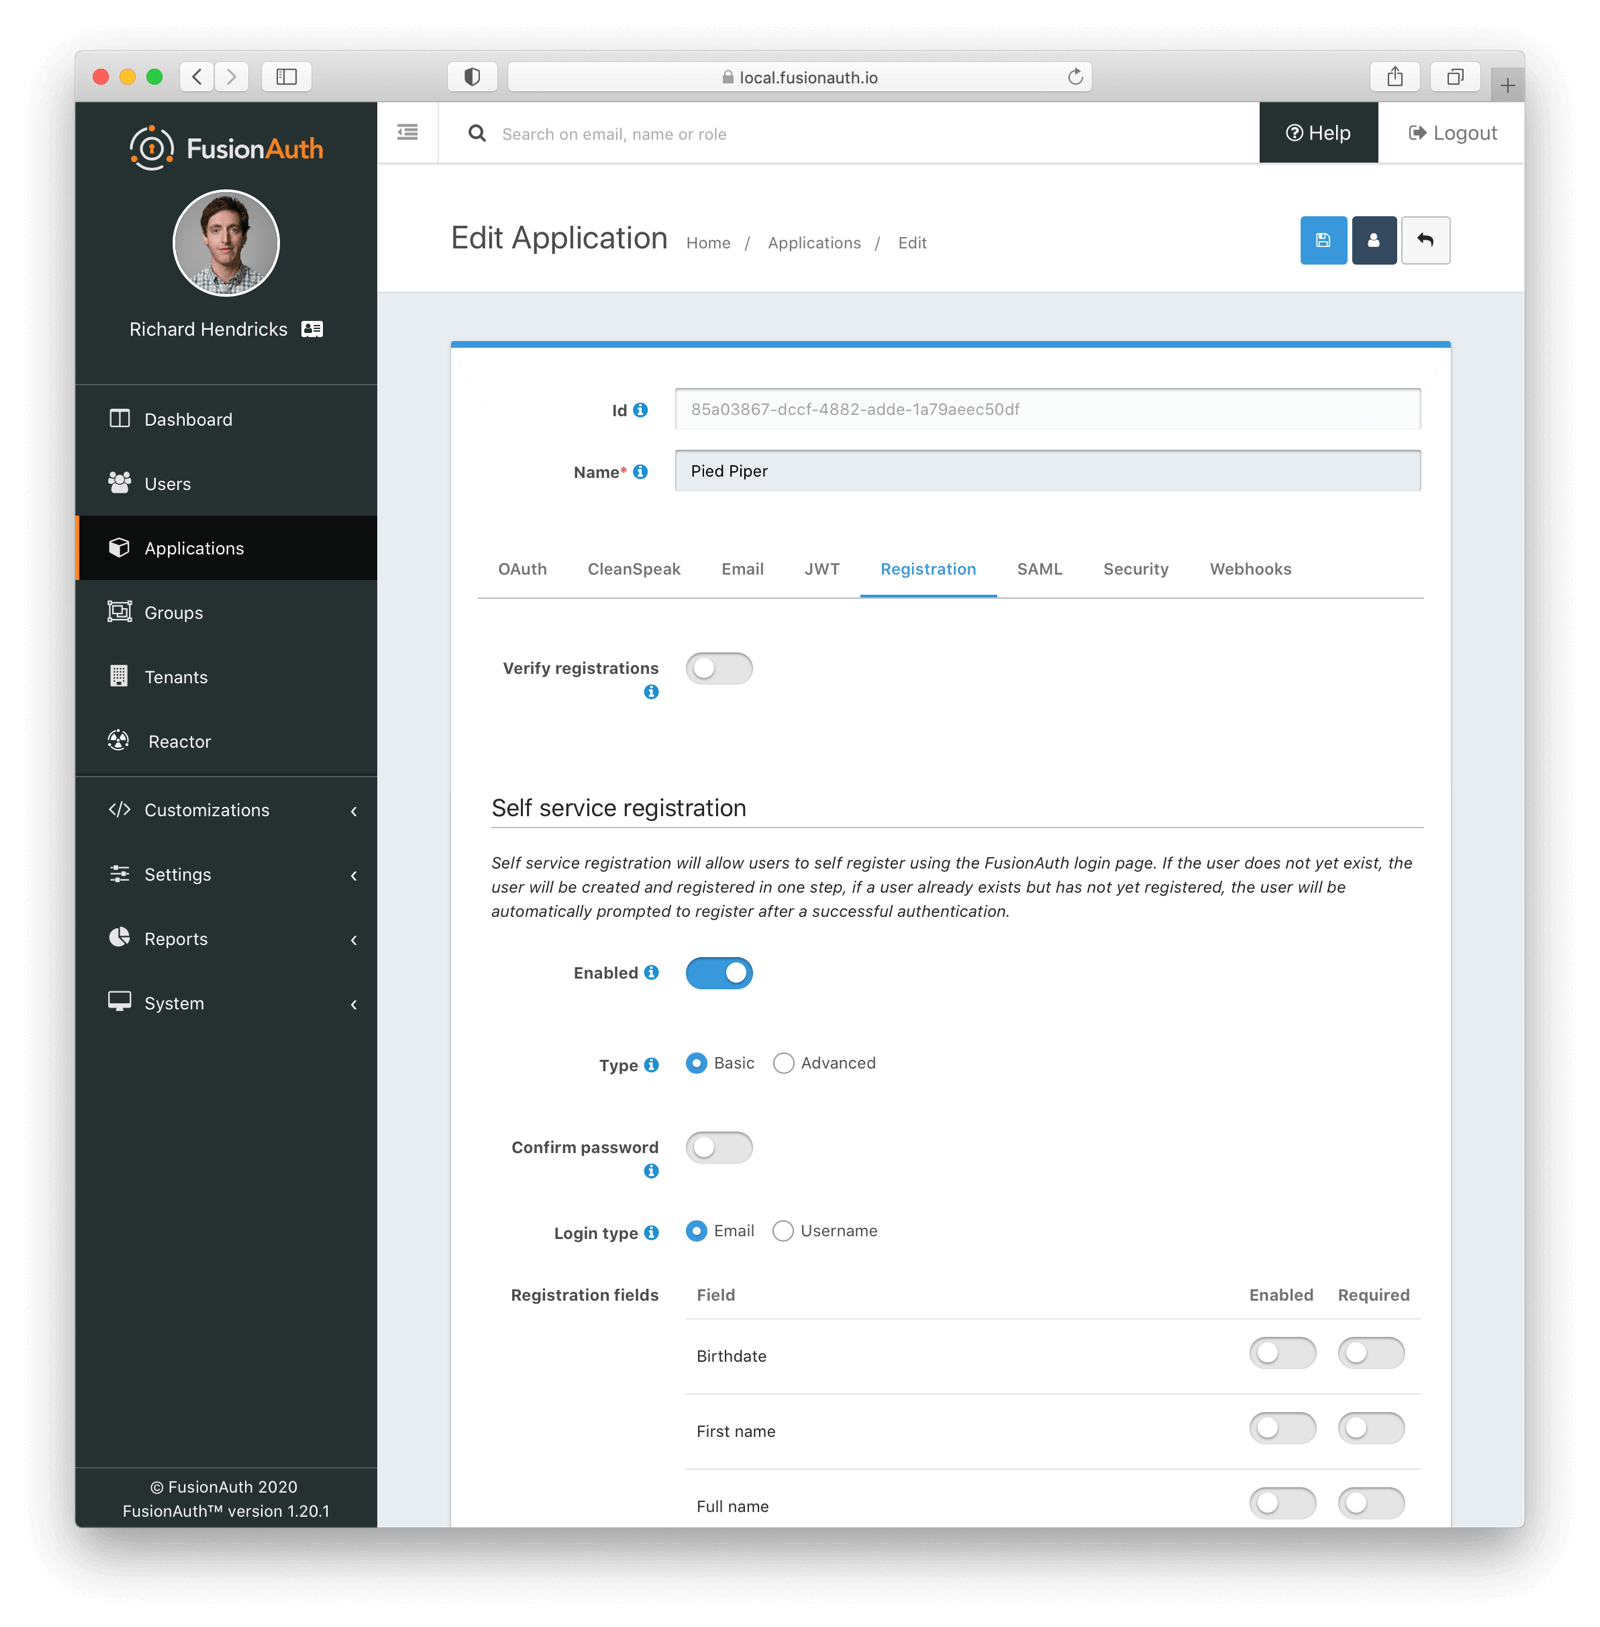 local.fusionauth.io
FusionAuth
Search on email, name or role
Help
Logout
Richard Hendricks
Edit Application
Home / Applications / Edit
Dashboard
Users
Applications
Groups
Tenants
Reactor
Customizations
Settings
Reports
System
© FusionAuth 2020
FusionAuth™ version 1.20.1
Id
85a03867-dccf-4882-adde-1a79aeec50df
Name*
Pied Piper
OAuth CleanSpeak Email JWT Registration SAML Security Webhooks
Verify registrations
Self service registration
Self service registration will allow users to self register using the FusionAuth login page. If the user does not yet exist, the
user will be created and registered in one step, if a user already exists but has not yet registered, the user will be
automatically prompted to register after a successful authentication.
Enabled
Type
Basic Advanced
Confirm password
Login type
Email Username
Registration fields
Field Enabled Required
Birthdate
First name
Full name